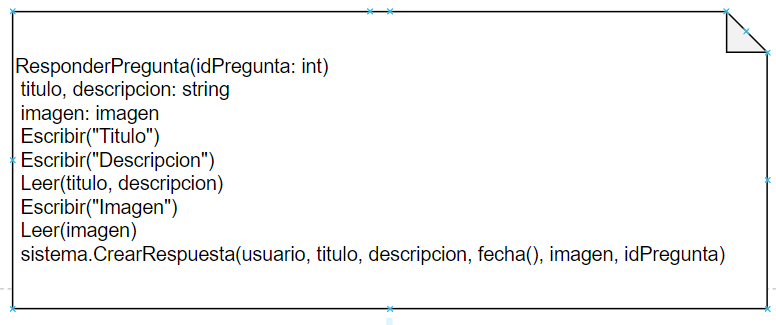 ResponderPregunta(idPregunta: int)
titulo, descripcion: string
imagen: imagen
Escribir("Titulo")
Escribir("Descripcion")
Leer(titulo, descripcion)
Escribir("Imagen")
Leer(imagen)
sistema.CrearRespuesta(usuario, titulo, descripcion, fecha(), imagen, idPregunta)